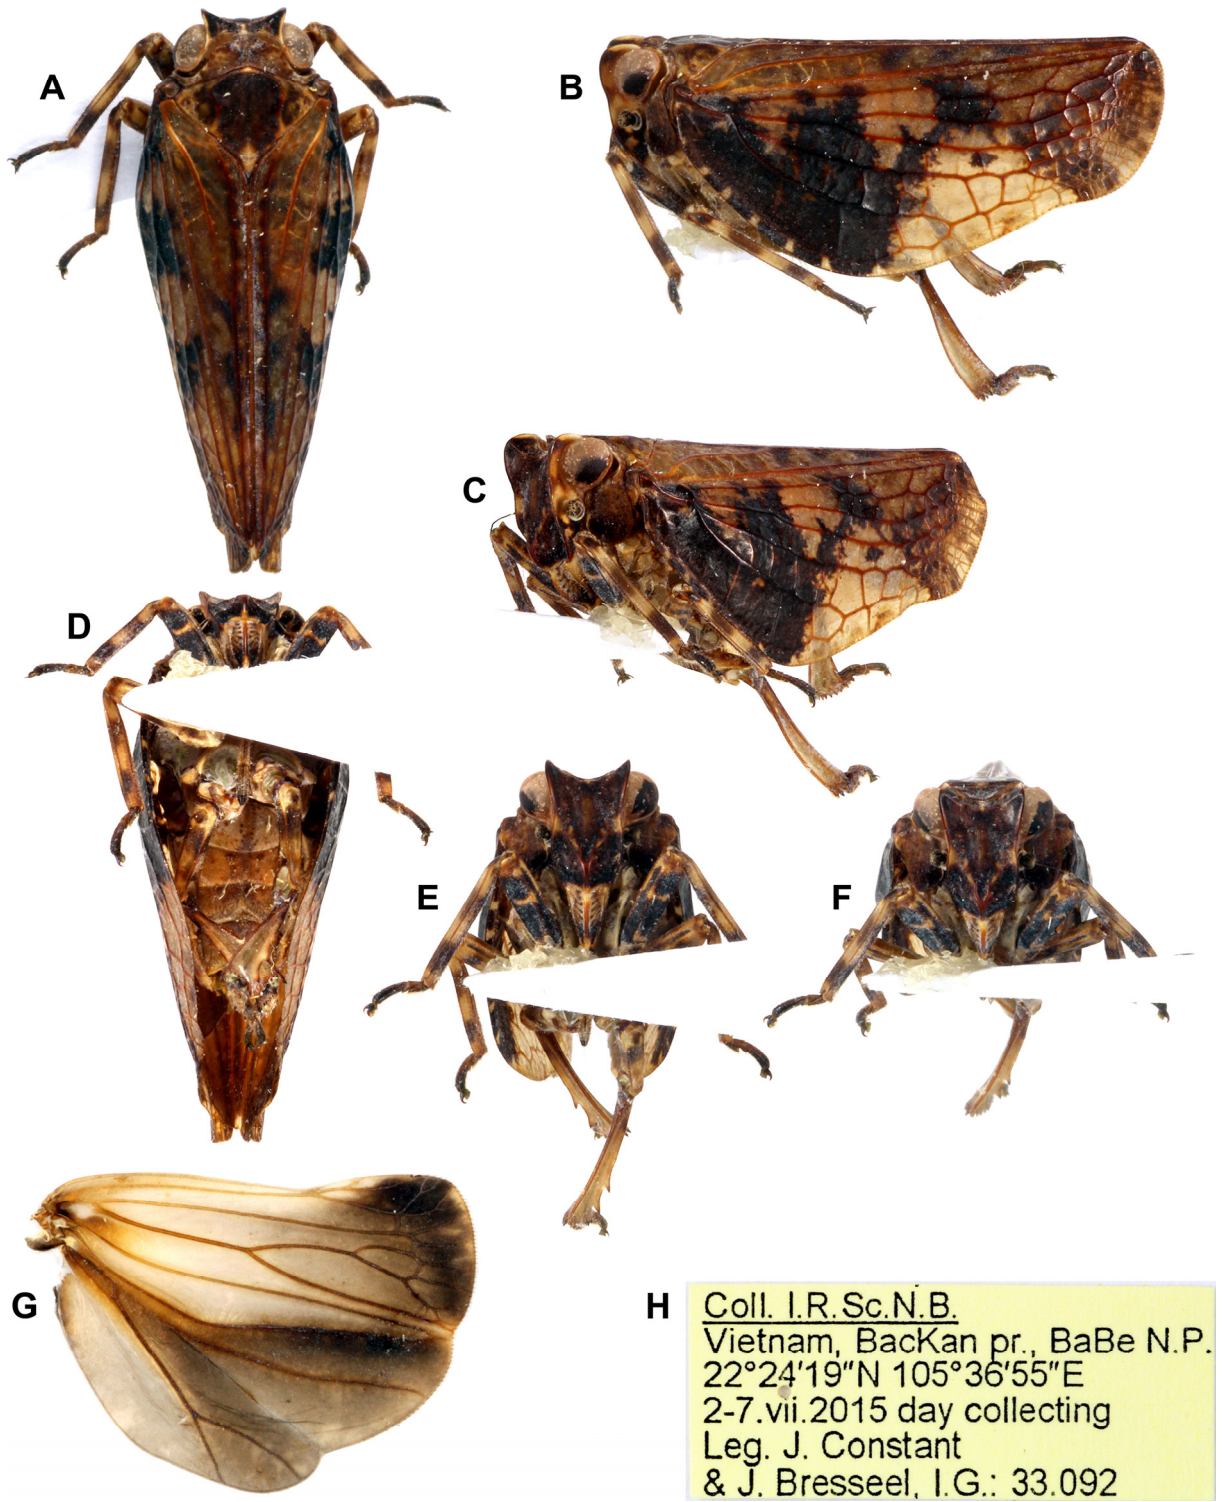 A
B
C
D
E
F
G
H
Coll. I.R.Sc.N.B.
Vietnam, BacKan pr., BaBe N.P.
22°24'19"N 105°36'55"E
2-7.vii.2015 day collecting
Leg. J. Constant
& J. Bresseel, I.G.: 33.092